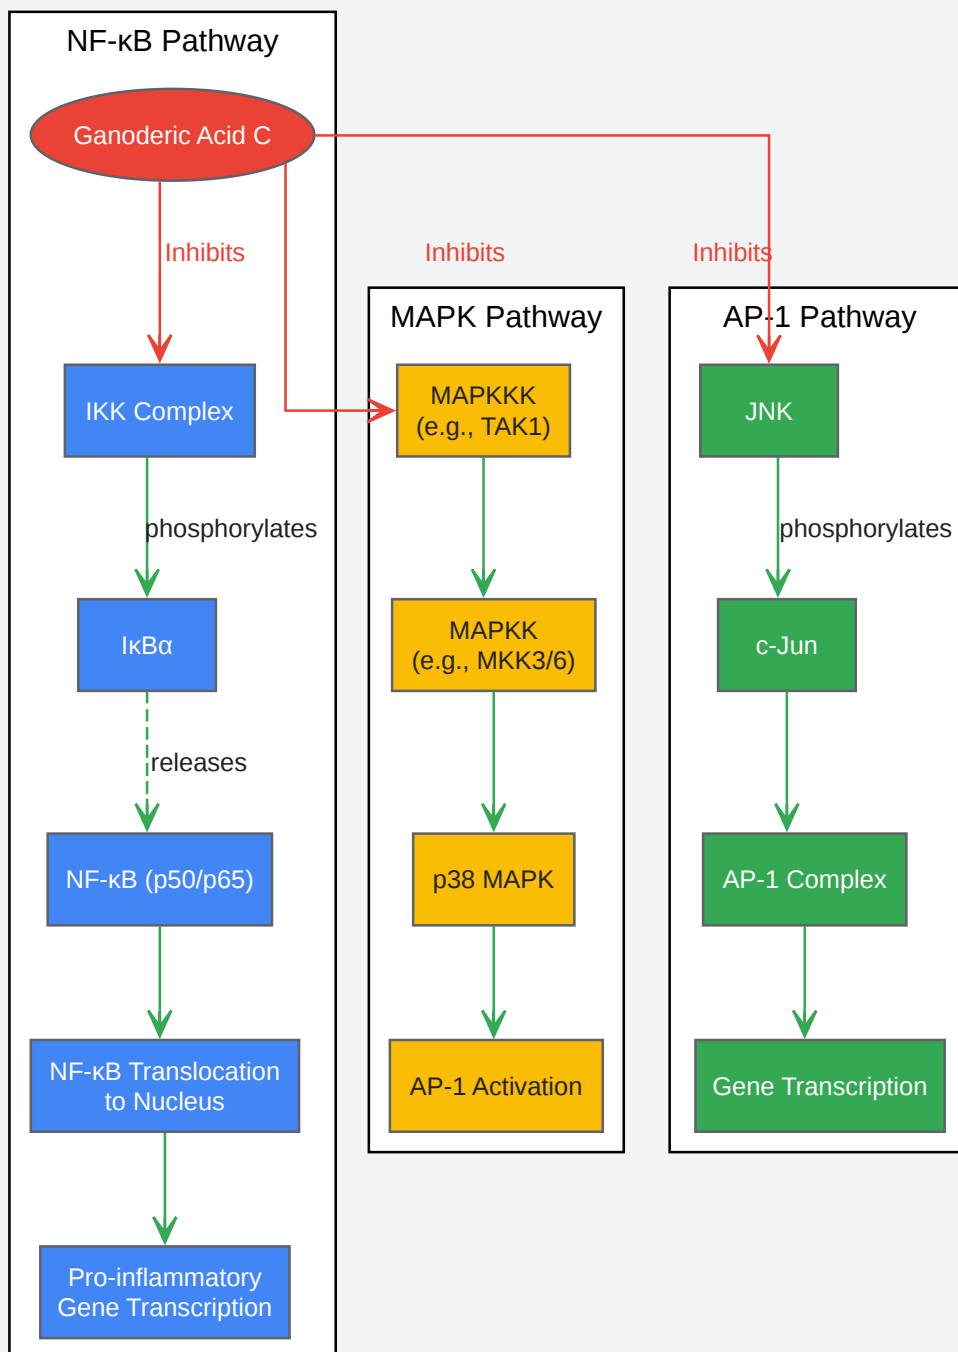 NF-κB Pathway
Ganoderic Acid C
Inhibits
IKK Complex
phosphorylates
IκBα
releases
NF-κB (p50/p65)
NF-κB Translocation
to Nucleus
Pro-inflammatory
Gene Transcription
Inhibits
MAPK Pathway
MAPKKK
(e.g., TAK1)
MAPKK
(e.g., MKK3/6)
p38 MAPK
AP-1 Activation
Inhibits
AP-1 Pathway
JNK
phosphorylates
c-Jun
AP-1 Complex
Gene Transcription